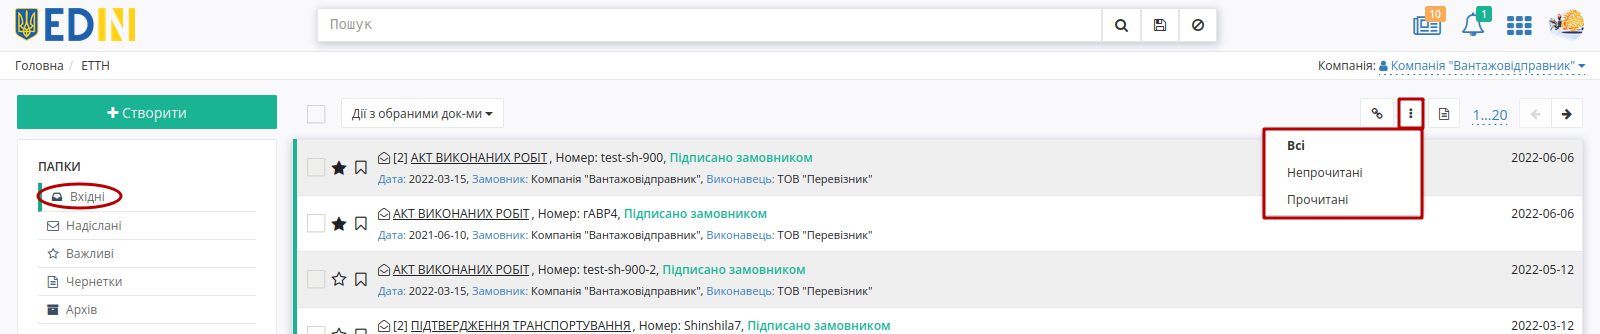 EDIN
Пошук
10
1
Головна / ЕТТН
Компанія: Компанія "Вантажовідправник"
Створити
Дії з обраними док-ми
1...20
ПАПКИ
Вхідні
Надіслані
Важливі
Чернетки
Архів
Всі
Непрочитані
Прочитані
[2] АКТ ВИКОНАНИХ РОБІТ, Номер: test-sh-900, Підписано замовником
2022-06-06
Дата: 2022-03-15, Замовник: Компанія "Вантажовідправник", Виконавець: ТОВ "Перевізник"
АКТ ВИКОНАНИХ РОБІТ, Номер: гАВР4, Підписано замовником
2022-06-06
Дата: 2021-06-10, Замовник: Компанія "Вантажовідправник", Виконавець: ТОВ "Перевізник"
АКТ ВИКОНАНИХ РОБІТ, Номер: test-sh-900-2, Підписано замовником
2022-05-12
Дата: 2022-03-15, Замовник: Компанія "Вантажовідправник", Виконавець: ТОВ "Перевізник"
[2] ПІДТВЕРДЖЕННЯ ТРАНСПОРТУВАННЯ, Номер: Shinshila7, Підписано замовником
2022-03-12